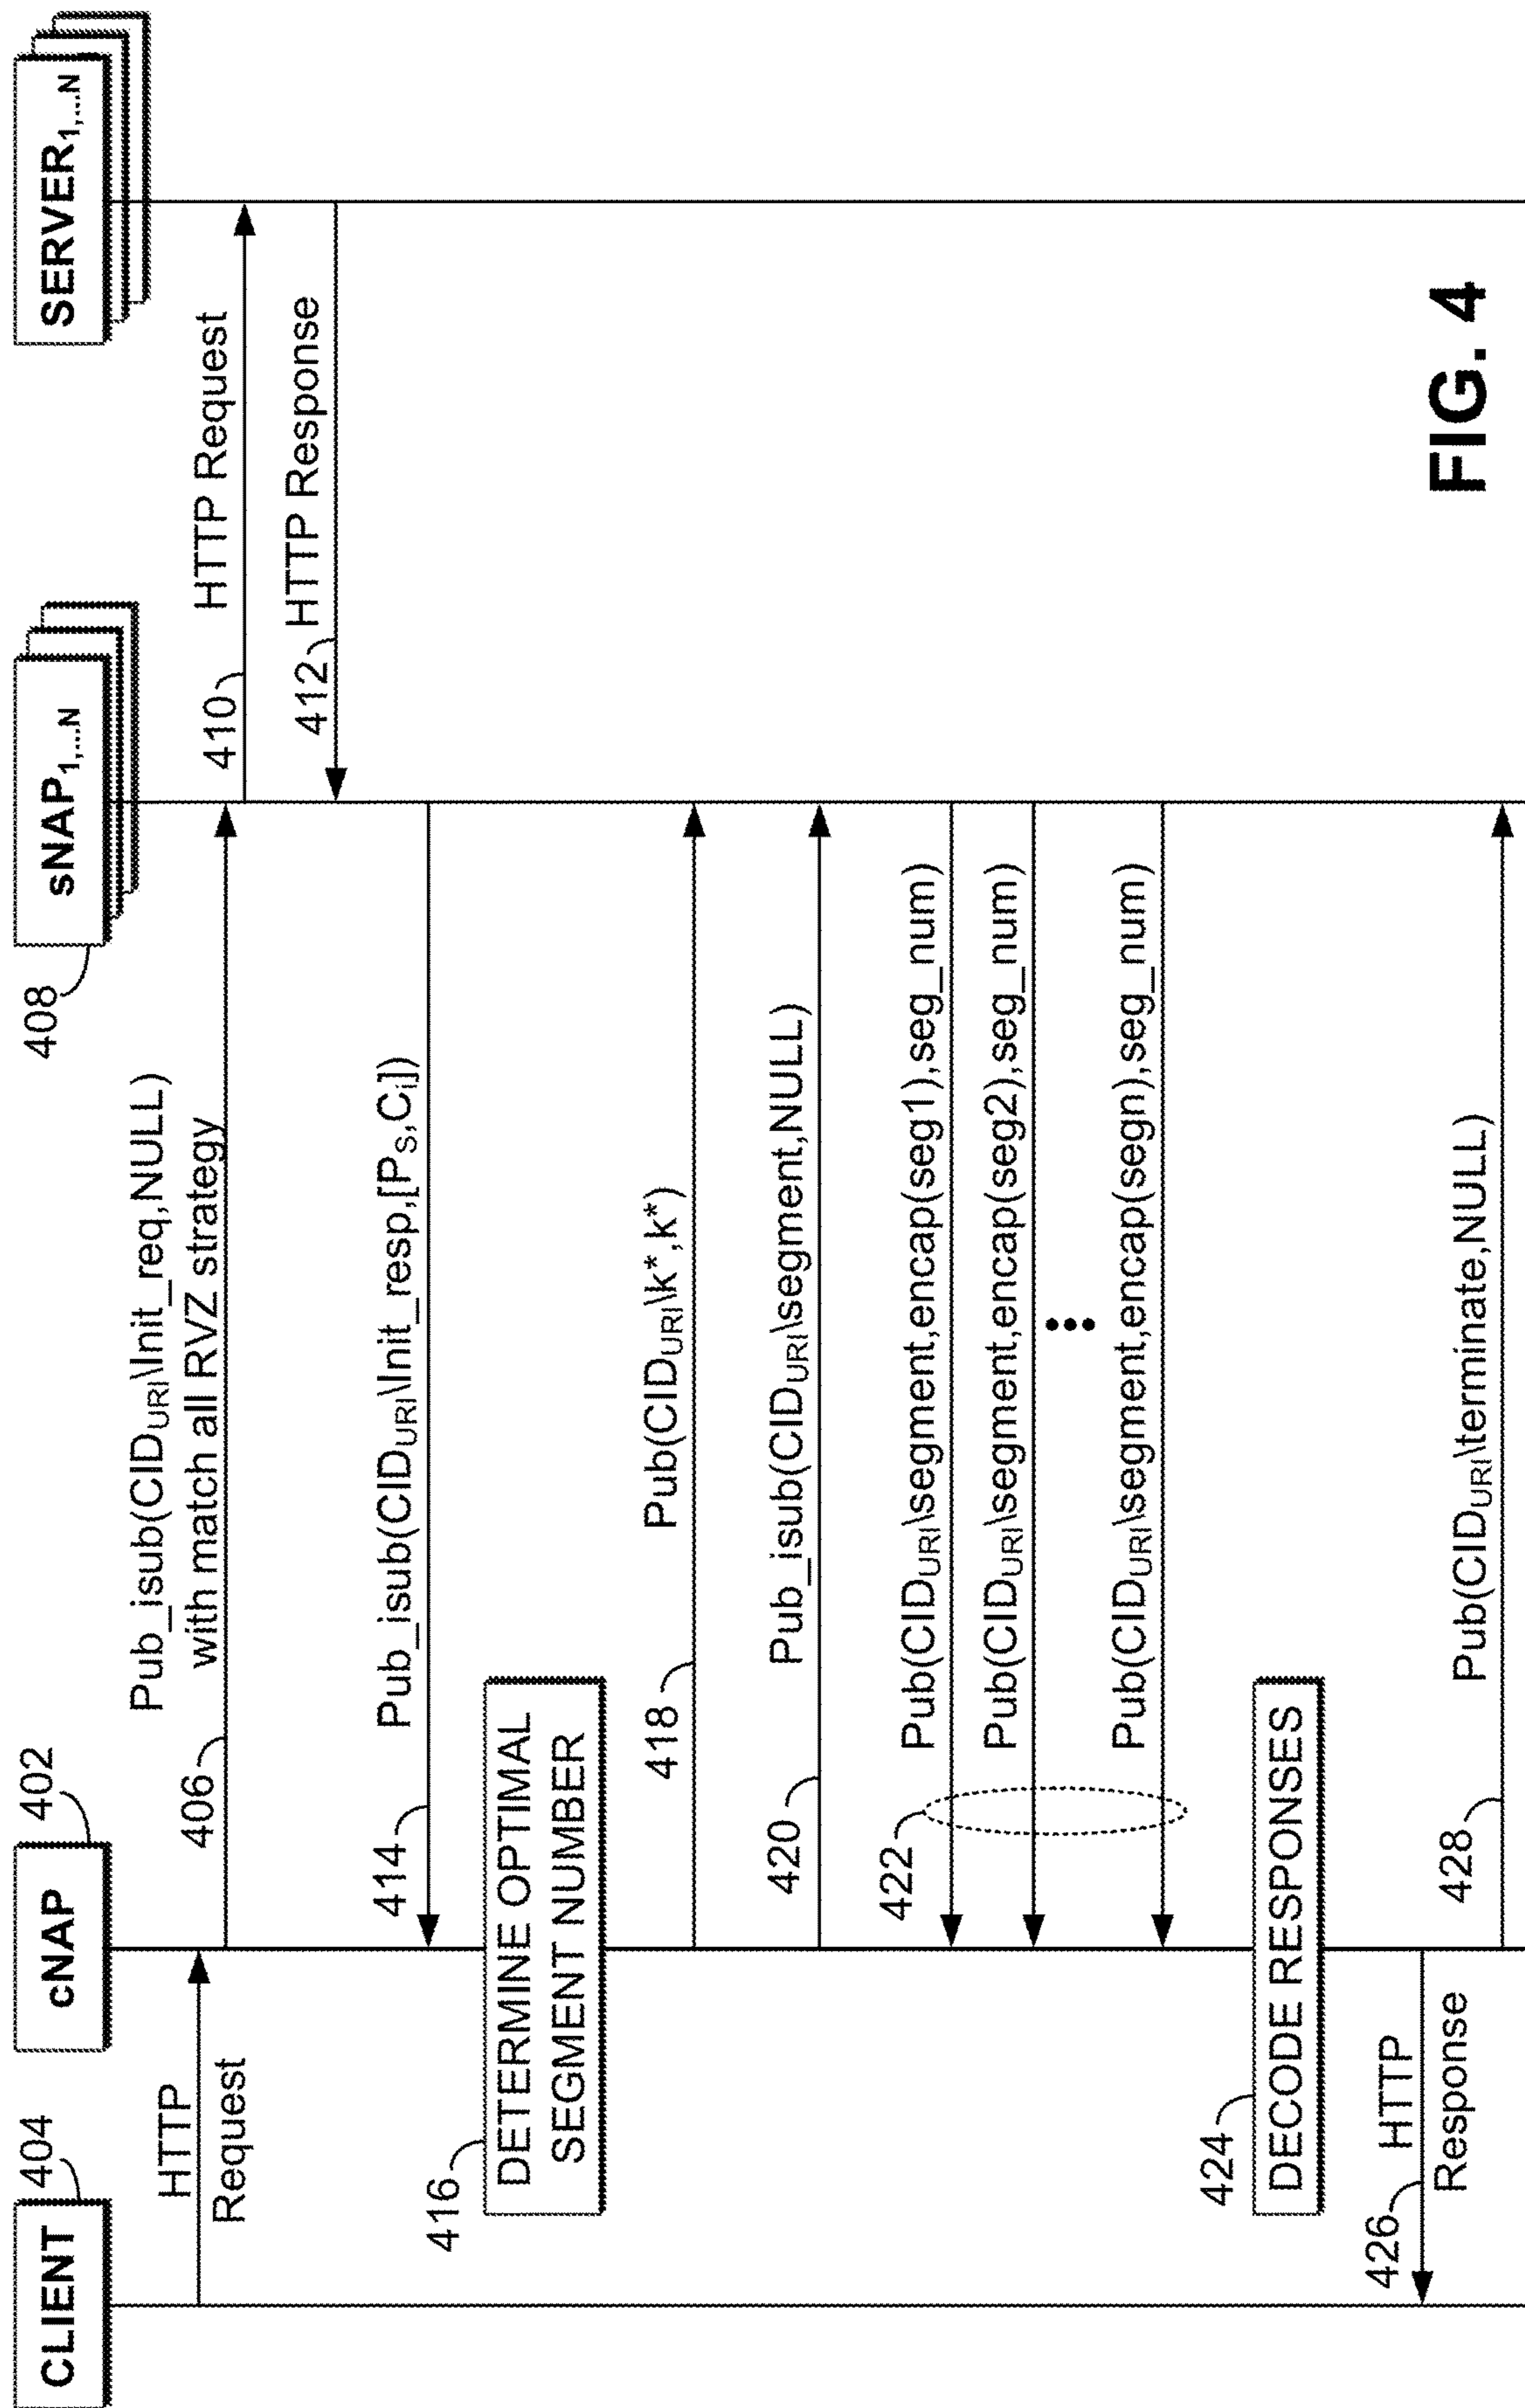 CLIENT
404
cNAP
402
sNAP1,...N
408
SERVER1,...N
HTTP
Request
Pub_isub(CIDURI\Init_req,NULL)
with match all RVZ strategy
406
HTTP Request
410
HTTP Response
412
Pub_isub(CIDURI\Init_resp,[PS,Ci])
414
DETERMINE OPTIMAL
SEGMENT NUMBER
416
Pub(CIDURI\k*,k*)
418
Pub_isub(CIDURI\segment,NULL)
420
Pub(CIDURI\segment,encap(seg1),seg_num)
Pub(CIDURI\segment,encap(seg2),seg_num)
•••
Pub(CIDURI\segment,encap(segn),seg_num)
422
DECODE RESPONSES
424
HTTP
Response
426
Pub(CIDURI\terminate,NULL)
428
FIG. 4